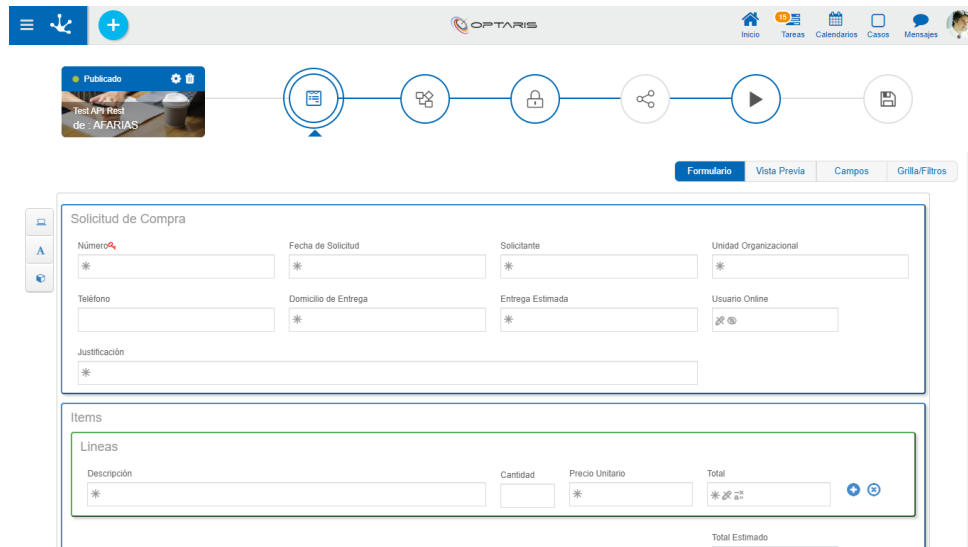 OPTARIS
15
Inicio
Tareas
Calendarios
Casos
Mensajes
Publicado
Test API Rest
de : AFARIAS
Formulario
Vista Previa
Campos
Grilla/Filtros
Solicitud de Compra
Número
Fecha de Solicitud
Solicitante
Unidad Organizacional
Teléfono
Domicilio de Entrega
Entrega Estimada
Usuario Online
Justificación
A
Items
Lineas
Descripción
Cantidad
Precio Unitario
Total
Total Estimado